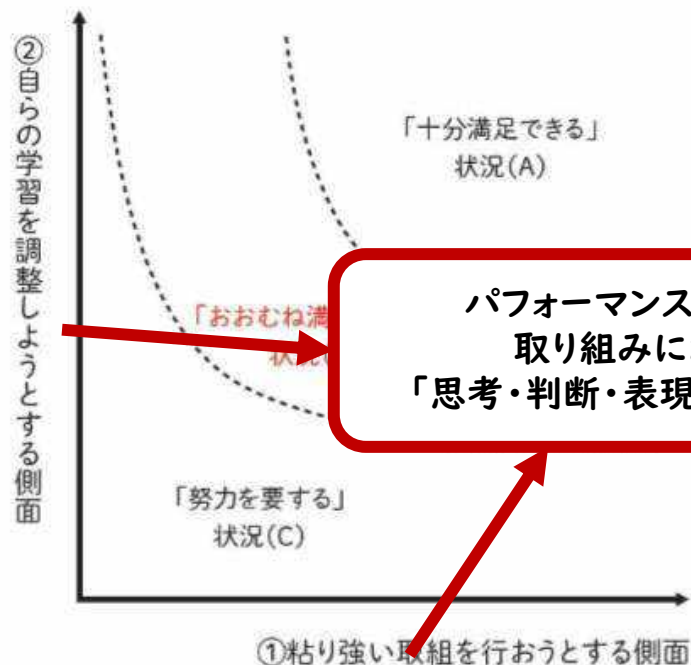 ②自らの学習を調整しようとする側面
「十分満足できる」
状況(A)
「おおむね満
状況(
パフォーマンス
取り組みに
「思考・判断・表現
「努力を要する」
状況(C)
①粘り強い取組を行おうとする側面